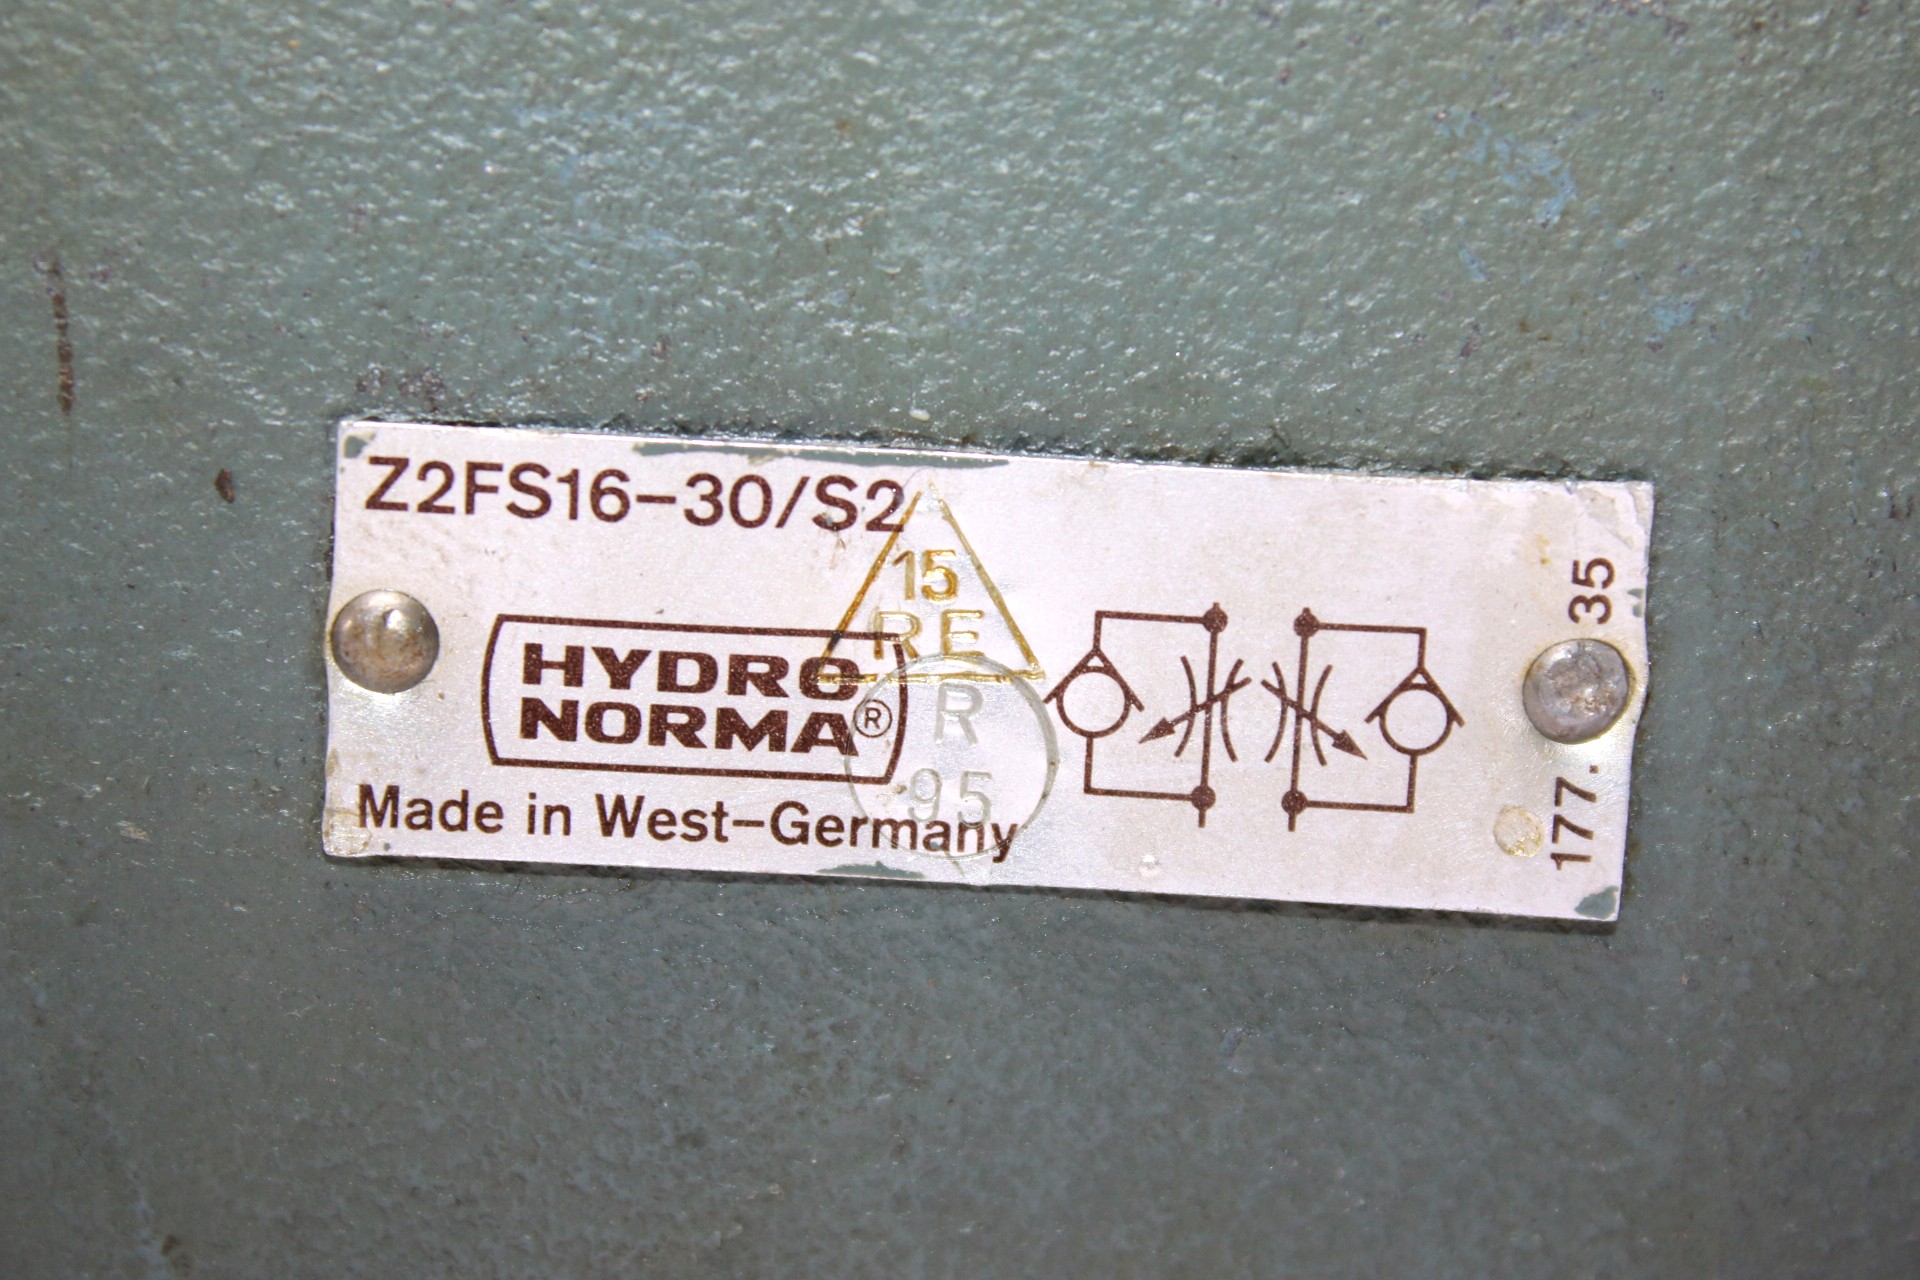 Z2FS16-30/S2
15
RE
HYDRO
NORMA®
R
95
Made in West-Germany
177. 35